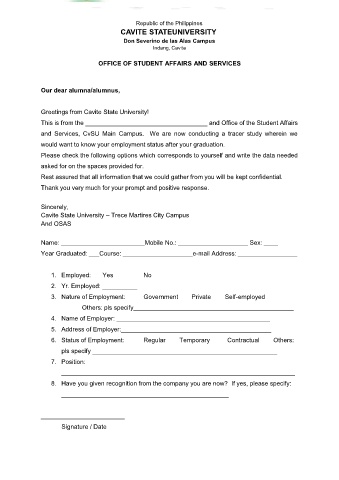 Republic of the Philippines
CAVITE STATEUNIVERSITY
Don Severino de las Alas Campus
Indang, Cavite
OFFICE OF STUDENT AFFAIRS AND SERVICES
Our dear alumna/alumnus,
Greetings from Cavite State University!
This is from the ______________________ and Office of the Student Affairs
and Services, CvSU Main Campus. We are now conducting a tracer study wherein we
would want to know your employment status after your graduation.
Please check the following options which corresponds to yourself and write the data needed
asked for on the spaces provided for.
Rest assured that all information that we could gather from you will be kept confidential.
Thank you very much for your prompt and positive response.
Sincerely,
Cavite State University – Trece Martires City Campus
And OSAS
Name: ______________________Mobile No.: __________________ Sex: ____
Year Graduated: ___Course: ________________e-mail Address: ________________
1. Employed: Yes No
2. Yr. Employed: __________
3. Nature of Employment: Government Private Self-employed
Others: pls specify______________________________
4. Name of Employer: ______________________________
5. Address of Employer:______________________________
6. Status of Employment: Regular Temporary Contractual Others:
pls specify ______________________________
7. Position:
______________________________
8. Have you given recognition from the company you are now? If yes, please specify:
______________________________
____________________
Signature / Date